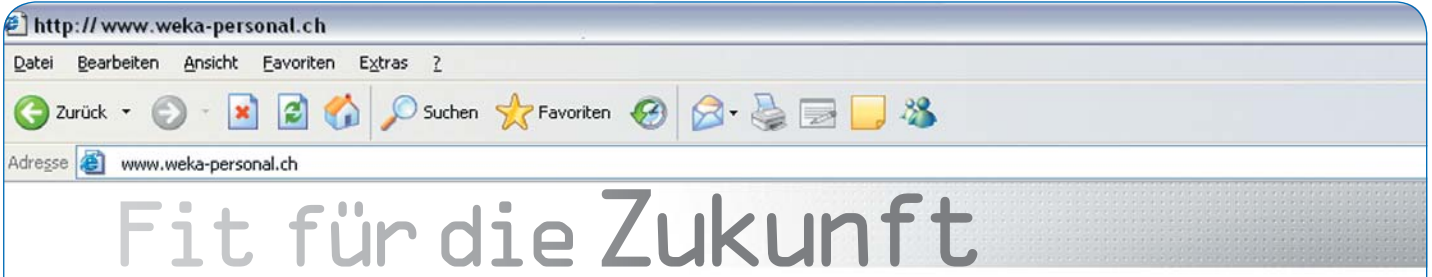 http:// www.weka-personal.ch
Datei Bearbeiten Ansicht Favoriten Extras ?
Zurück Suchen Favoriten
Adresse www.weka-personal.ch
Fit für die Zukunft